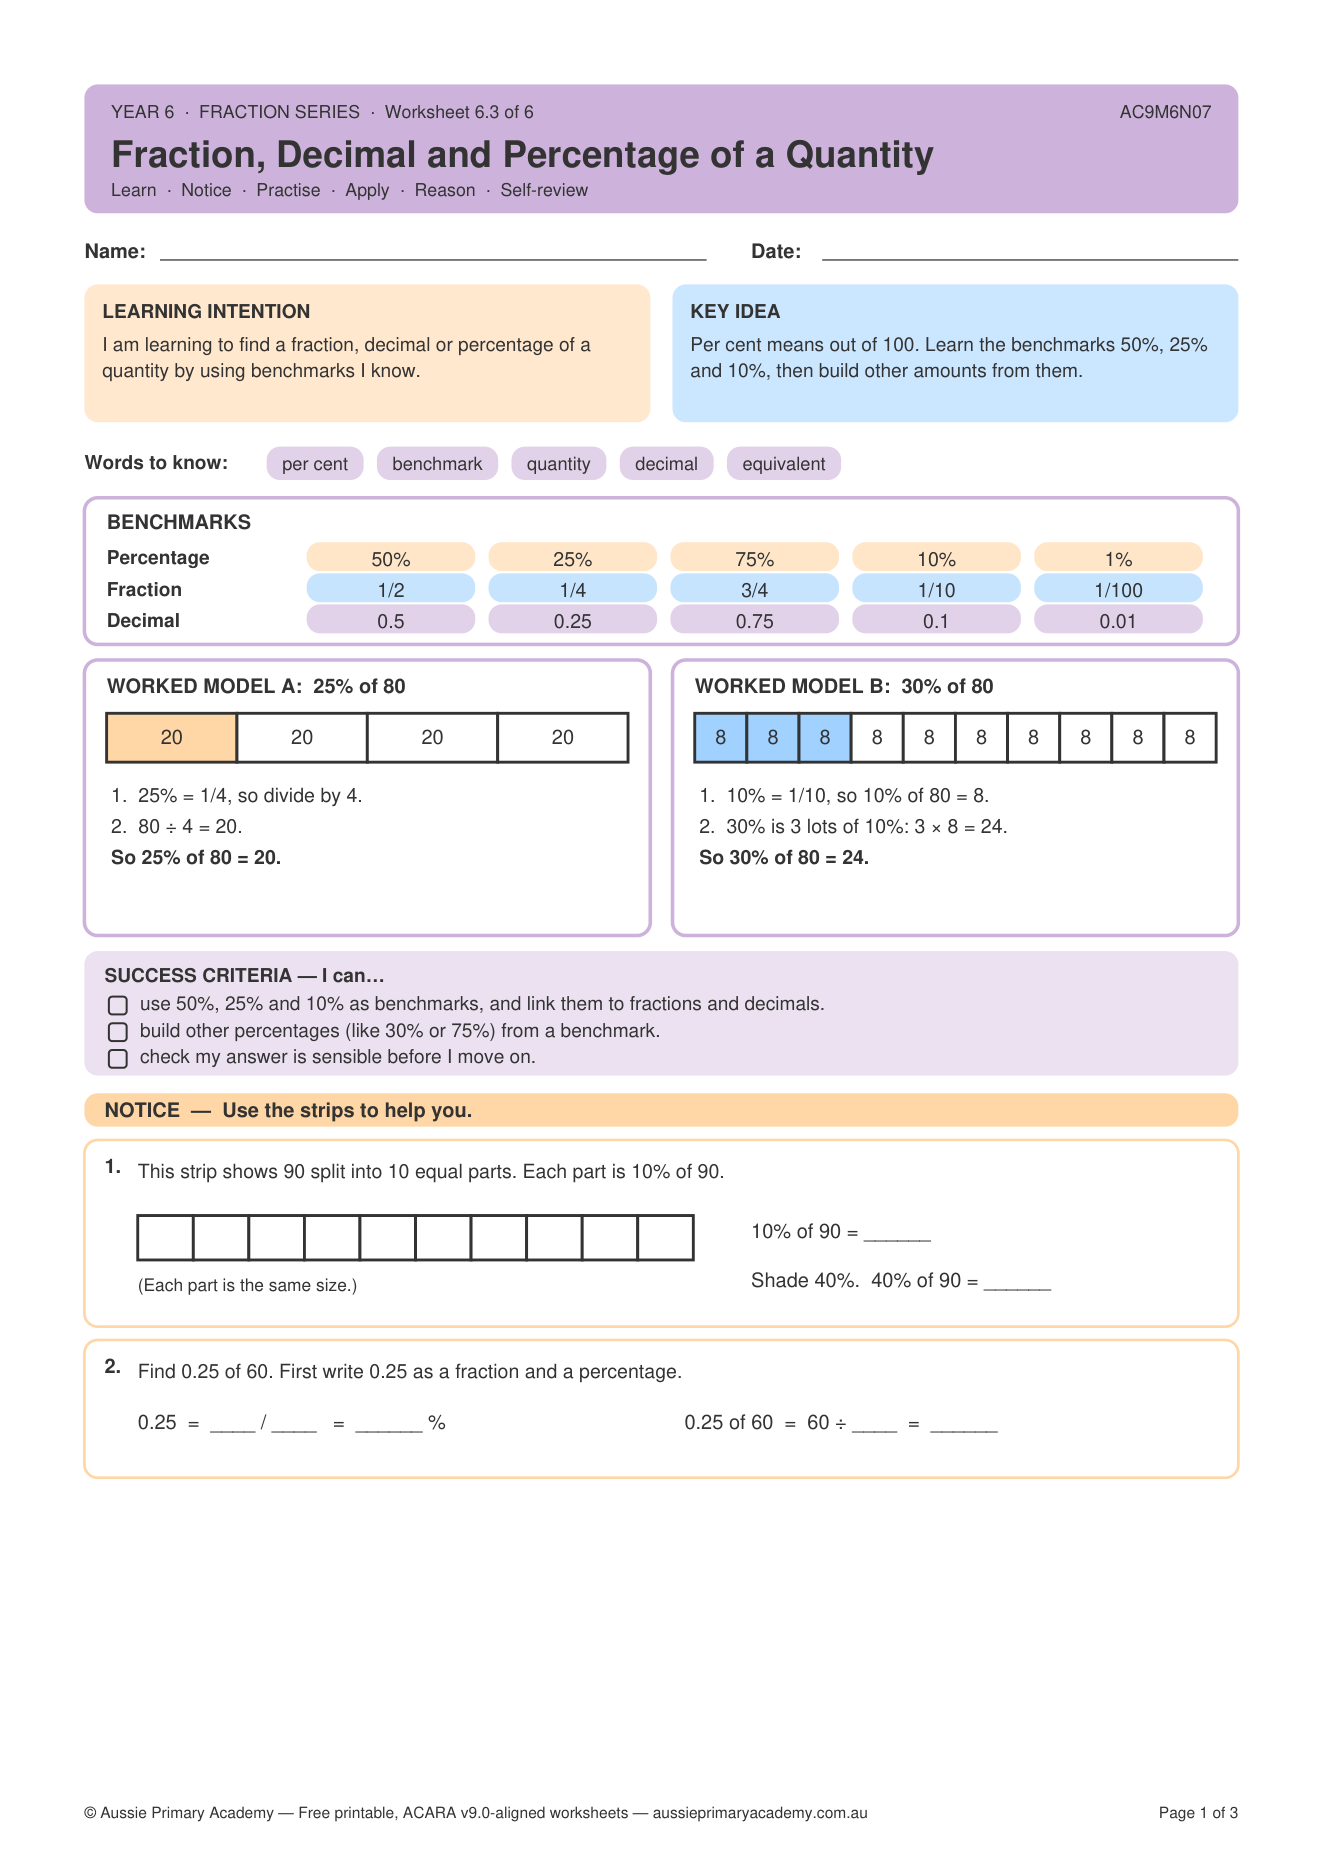 YEAR 6 · FRACTION SERIES · Worksheet 6.3 of 6 AC9M6N07
Fraction, Decimal and Percentage of a Quantity
Learn · Notice · Practise · Apply · Reason · Self-review
Name: ____ Date: ____
LEARNING INTENTION
I am learning to find a fraction, decimal or percentage of a
quantity by using benchmarks I know.
KEY IDEA
Per cent means out of 100. Learn the benchmarks 50%, 25%
and 10%, then build other amounts from them.
Words to know: per cent benchmark quantity decimal equivalent
BENCHMARKS
Percentage 50% 25% 75% 10% 1%
Fraction 1/2 1/4 3/4 1/10 1/100
Decimal 0.5 0.25 0.75 0.1 0.01
WORKED MODEL A: 25% of 80
20 20 20 20
1. 25% = 1/4, so divide by 4.
2. 80 ÷ 4 = 20.
So 25% of 80 = 20.
WORKED MODEL B: 30% of 80
8 8 8 8 8 8 8 8 8 8
1. 10% = 1/10, so 10% of 80 = 8.
2. 30% is 3 lots of 10%: 3 × 8 = 24.
So 30% of 80 = 24.
SUCCESS CRITERIA — I can…
use 50%, 25% and 10% as benchmarks, and link them to fractions and decimals.
build other percentages (like 30% or 75%) from a benchmark.
check my answer is sensible before I move on.
NOTICE — Use the strips to help you.
1. This strip shows 90 split into 10 equal parts. Each part is 10% of 90.
10% of 90 = ______
(Each part is the same size.)
Shade 40%. 40% of 90 = ______
2. Find 0.25 of 60. First write 0.25 as a fraction and a percentage.
0.25 = ____ / ____ = ______ % 0.25 of 60 = 60 ÷ ____ = ______
© Aussie Primary Academy — Free printable, ACARA v9.0-aligned worksheets — aussieprimaryacademy.com.au Page 1 of 3